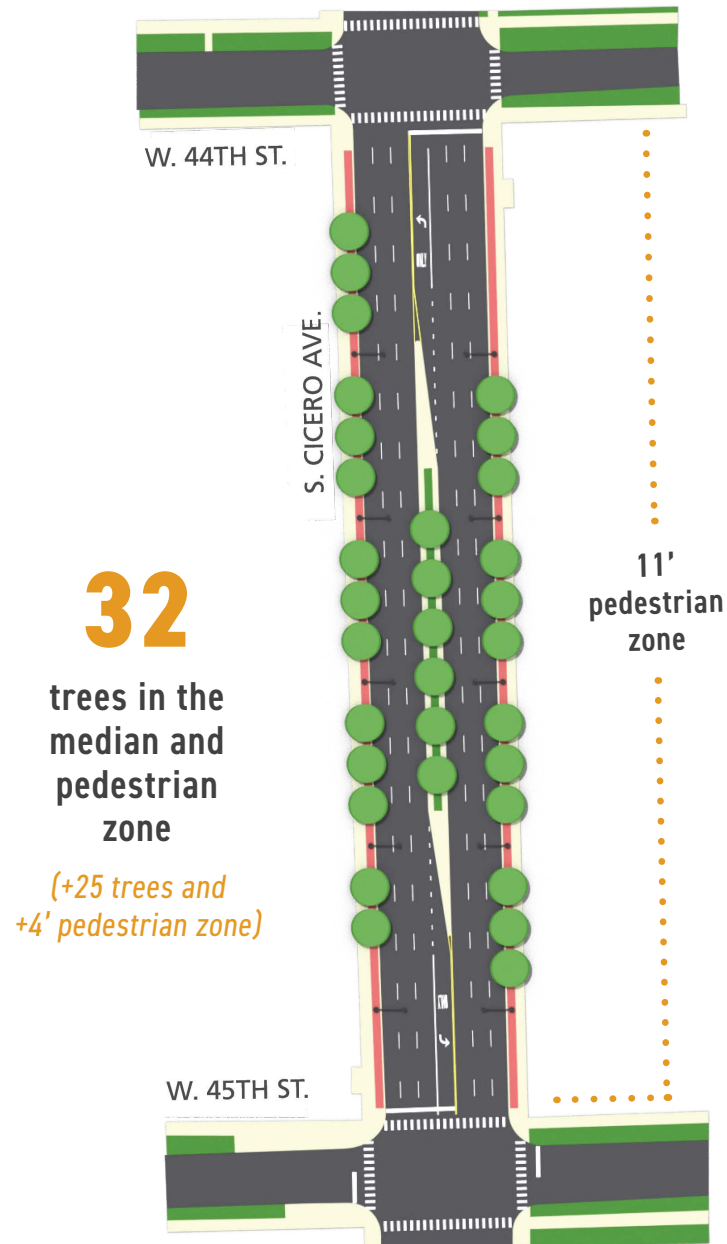 W. 44TH ST.
S. CICERO AVE.
32
trees in the
median and
pedestrian
zone
(+25 trees and
+4' pedestrian zone)
11'
pedestrian
zone
W. 45TH ST.